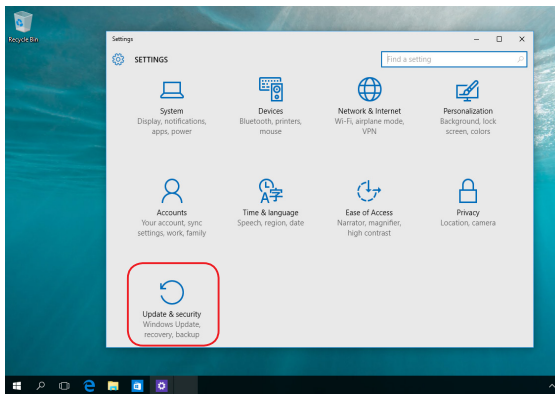 Recycle Bin
Settings
SETTINGS
Find a setting
System
Display, notifications,
apps, power
Devices
Bluetooth, printers,
mouse
Network & Internet
Wi-Fi, airplane mode,
VPN
Personalization
Background, lock
screen, colors
Accounts
Your account, sync
settings, work, family
Time & language
Speech, region, date
Ease of Access
Narrator, magnifier,
high contrast
Privacy
Location, camera
Update & security
Windows Update,
recovery, backup